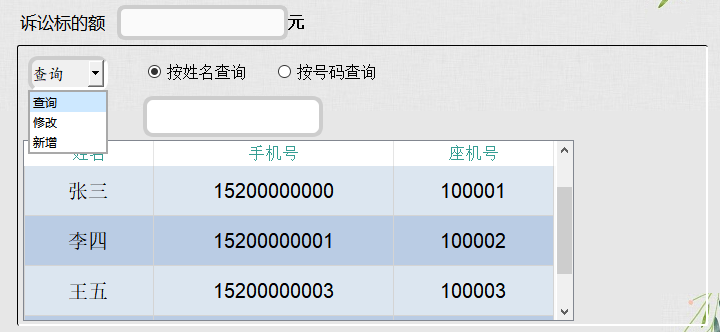 诉讼标的额 元
查询 按姓名查询 按号码查询
查询
修改
新增
姓名 手机号 座机号
张三 15200000000 100001
李四 15200000001 100002
王五 15200000003 100003